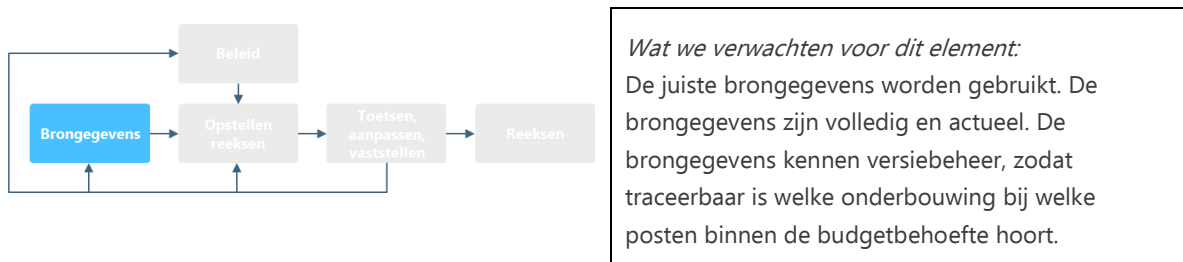 Beleid
Brongegevens
Opstellen
reeksen
Toetsen,
aanpassen,
vaststellen
Reeksen
Wat we verwachten voor dit element:
De juiste brongegevens worden gebruikt. De
brongegevens zijn volledig en actueel. De
brongegevens kennen versiebeheer, zodat
traceerbaar is welke onderbouwing bij welke
posten binnen de budgetbehoefte hoort.